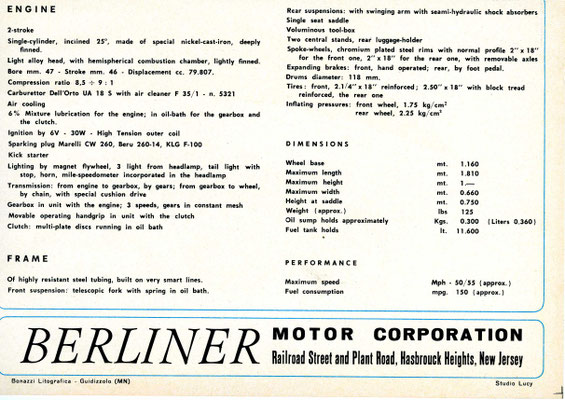 ENGINE
2-stroke
Single-cylinder, incined 25°, made of special nickel-cast-iron, deeply
finned.
Light alloy head, with hemispherical combustion chamber, lightly finned.
Bore mm. 47 - Stroke mm. 46 - Displacement cc. 79.807.
Compression ratio 8,5 ÷ 9 : 1
Carburettor Dell'Orto UA 18 S with air cleaner F 35/1 - n. 5321
Air cooling
6% Mixture lubrication for the engine; in oil-bath for the gearbox and
the clutch.
Ignition by 6V - 30W - High Tension outer coil
Sparking plug Marelli CW 260, Beru 260-14, KLG F-100
Kick starter
Lighting by magnet flywheel, 3 light from headlamp, tail light with
stop, horn, mile-speedometer incorporated in the headlamp
Transmission: from engine to gearbox, by gears; from gearbox to wheel,
by chain, with special cushion drive
Gearbox in unit with the engine; 3 speeds, gears in constant mesh
Movable operating handgrip in unit with the clutch
Clutch: multi-plate discs running in oil bath
FRAME
Of highly resistent steel tubing, built on very smart lines.
Front suspension: telescopic fork with spring in oil bath.
Rear suspensions: with swinging arm with seami-hydraulic shock absorbers
Single seat saddle
Voluminous tool-box
Two central stands, rear luggage-holder
Spoke-wheels, chromium plated steel rims with normal profile 2" x 18"
for the front one, 2" x 18" for the rear one, with removable axles
Expanding brakes: front, hand operated; rear, by foot pedal.
Drums diameter: 118 mm.
Tires: front, 2.1/4" x 18" reinforced; 2.50" x 18" with block tread
reinforced, the rear one
Inflating pressures: front wheel, 1.75 kg/cm²
rear wheel, 2.25 kg/cm²
DIMENSIONS
Wheel base mt. 1.160
Maximum length mt. 1.810
Maximum height mt. 1.—
Maximum width mt. 0.660
Height at saddle mt. 0.750
Weight (approx.) lbs 125
Oil sump holds approximately Kgs. 0.300 (Liters 0.360)
Fuel tank holds lt. 11.600
PERFORMANCE
Maximum speed Mph - 50/55 (approx.)
Fuel consumption mpg. 150 (approx.)
BERLINER MOTOR CORPORATION
Railroad Street and Plant Road, Hasbrouck Heights, New Jersey
Bonazzi Litografica - Guidizzolo (MN)
Studio Lucy